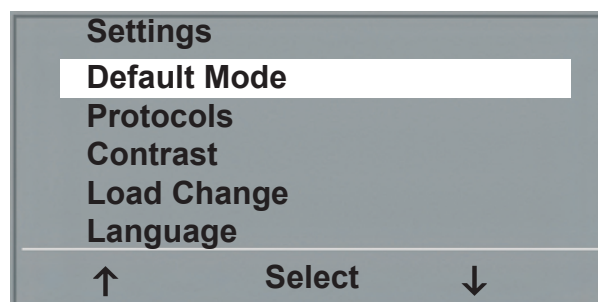 Settings
Default Mode
Protocols
Contrast
Load Change
Language
↑ Select ↓